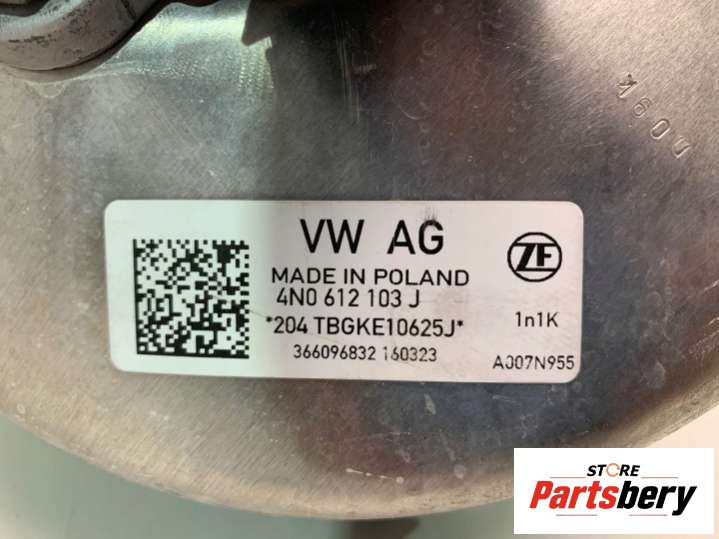 VW AG
ZF
MADE IN POLAND
4N0 612 103 J
*204 TBGKE10625J*
1n1K
366096832 160323
A007N955
STORE
Partsbery